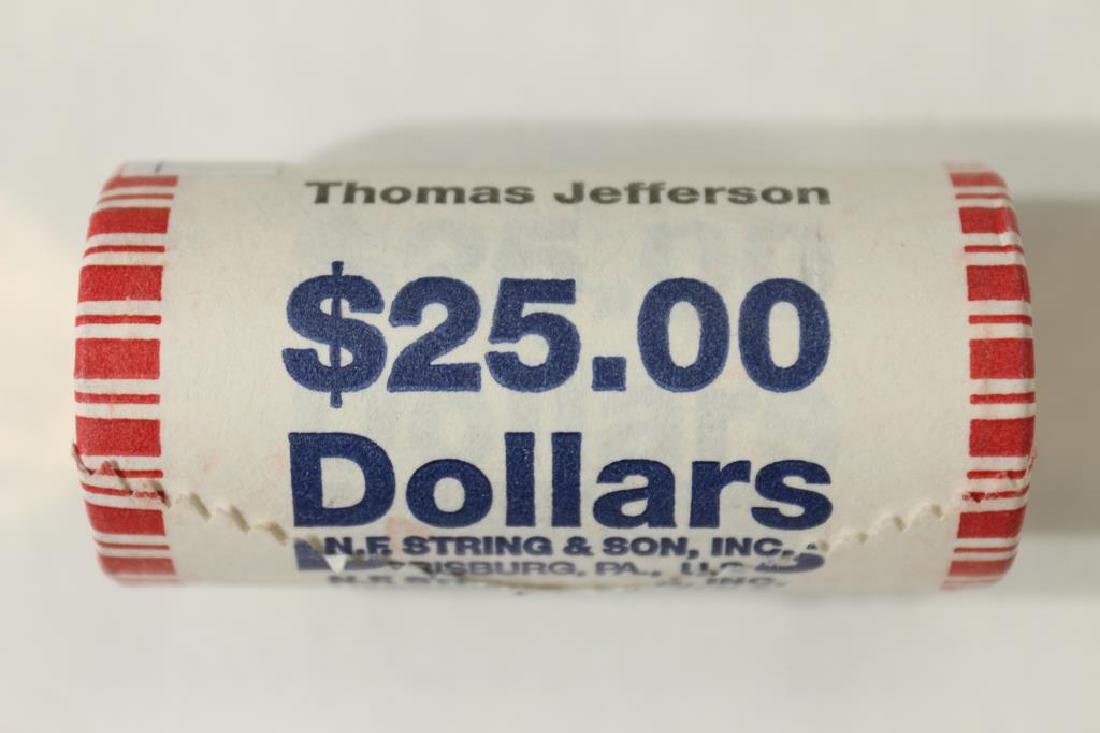 Thomas Jefferson
$25.00
Dollars
N.F. STRING & SON, INC.